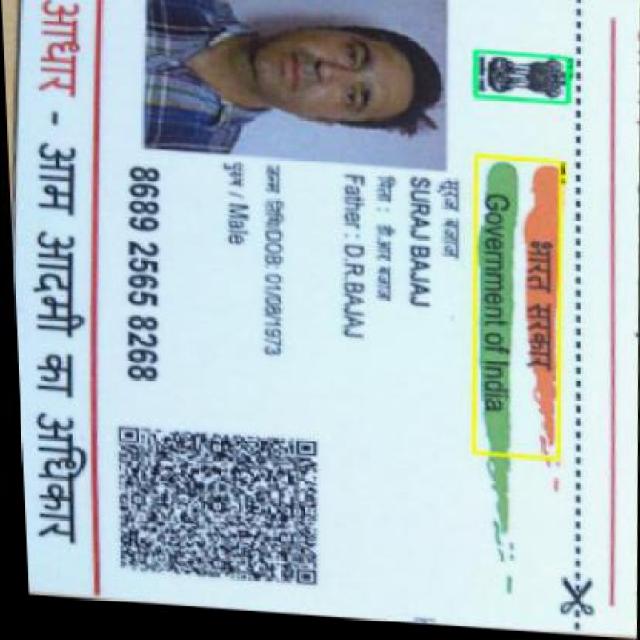 भारत सरकार
Government of India
सूरज बजाज
SURAJ BAJAJ
पिता : डी.आर बजाज
Father : D.R.BAJAJ
जन्म तिथि/DOB: 01/08/1973
पुरुष / Male
8689 2565 8268
आधार - आम आदमी का अधिकार